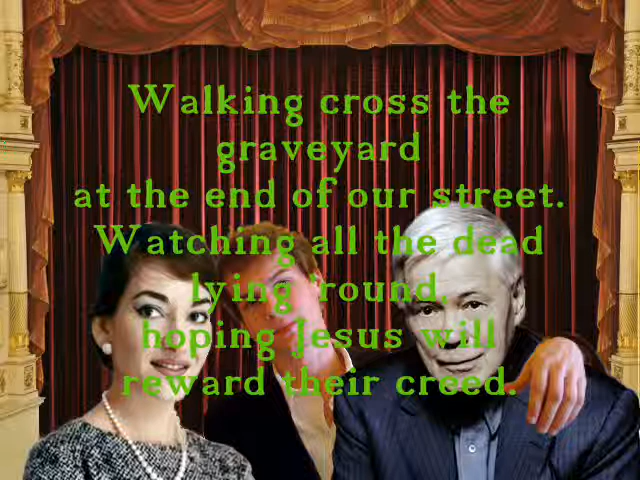 Walking cross the
graveyard
at the end of our street.
Watching all the dead
lying 'round,
hoping Jesus will
reward their creed.